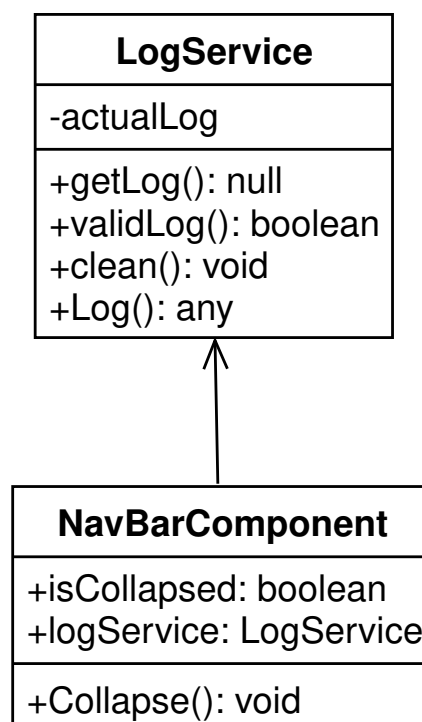 LogService
-actualLog
+getLog(): null
+validLog(): boolean
+clean(): void
+Log(): any
NavBarComponent
+isCollapsed: boolean
+logService: LogService
+Collapse(): void